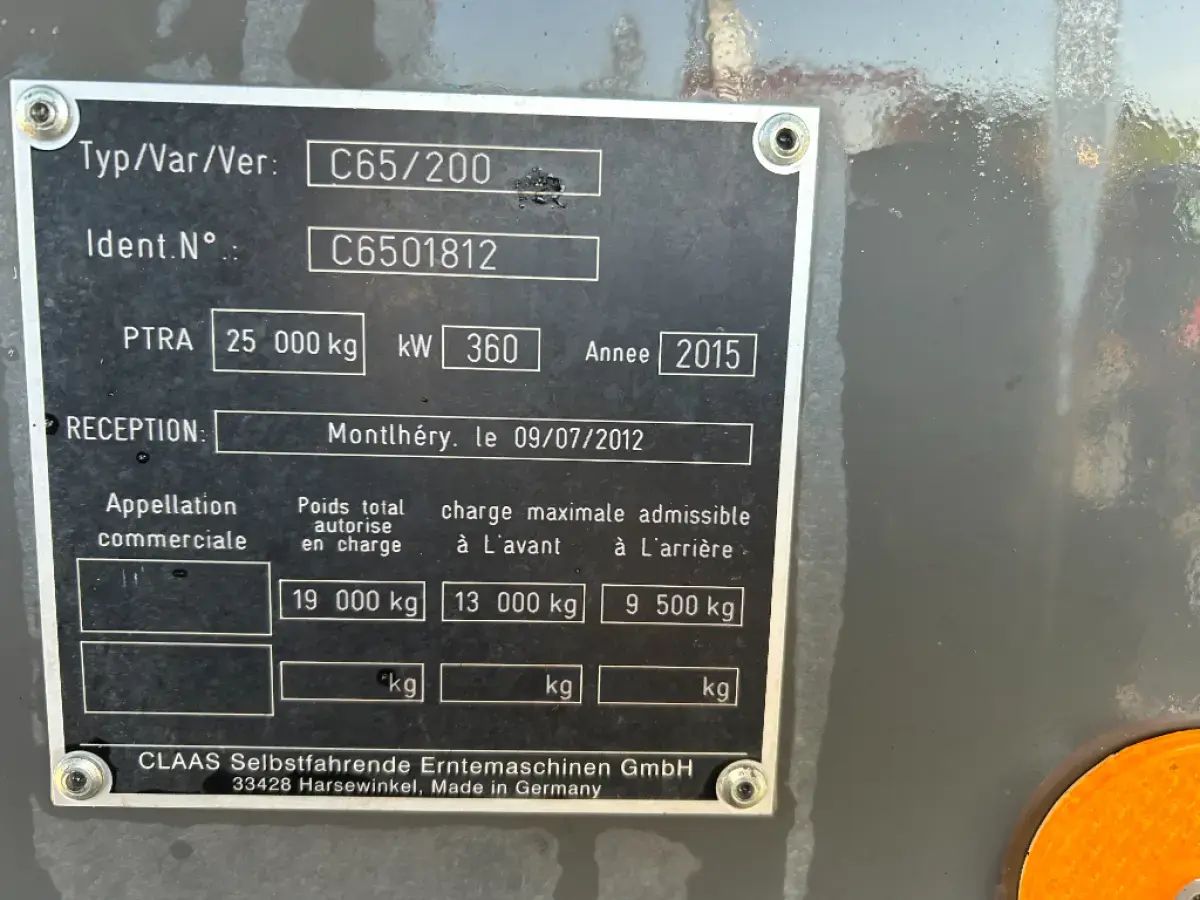 Typ/Var/Ver: C65/200
Ident.N° .: C6501812
PTRA 25 000 kg kW 360 Annee 2015
RECEPTION: Montlhéry. le 09/07/2012
Appellation commerciale
Poids total autorise en charge
charge maximale admissible
à L'avant à L'arrière
19 000 kg 13 000 kg 9 500 kg
kg kg kg
CLAAS Selbstfahrende Erntemaschinen GmbH
33428 Harsewinkel, Made in Germany